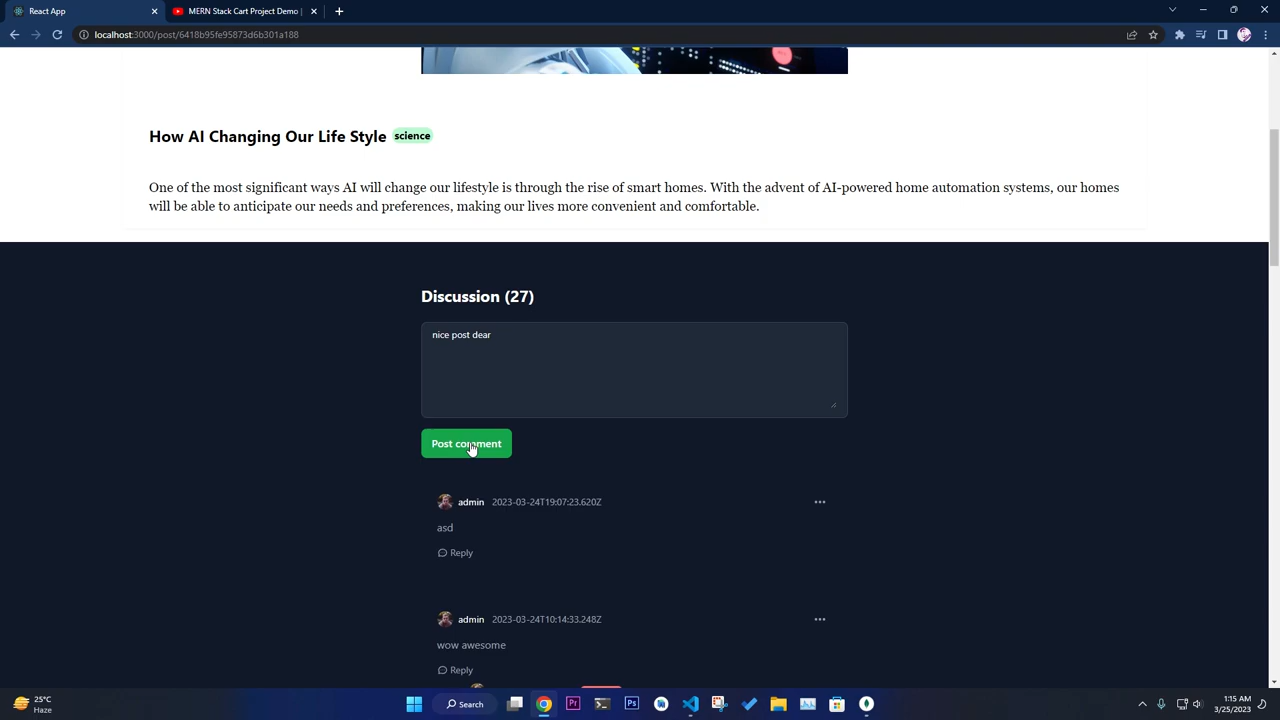 React App
MERN Stack Cart Project Demo |
localhost:3000/post/6418b95fe95873d6b301a188
How AI Changing Our Life Style science
One of the most significant ways AI will change our lifestyle is through the rise of smart homes. With the advent of AI-powered home automation systems, our homes
will be able to anticipate our needs and preferences, making our lives more convenient and comfortable.
Discussion (27)
nice post dear
Post comment
admin 2023-03-24T19:07:23.620Z
asd
Reply
admin 2023-03-24T10:14:33.248Z
wow awesome
Reply
25°C
Haze
Search
Pr
Ps
1:15 AM
3/25/2023